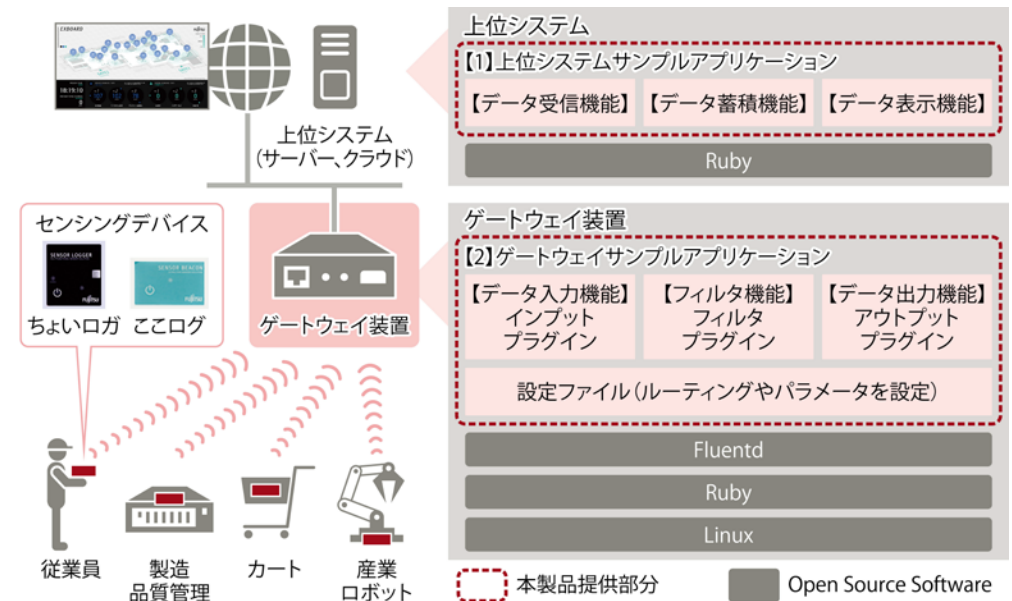 EXBOARD
FUJITSU
18:15:10
上位システム
(サーバー、クラウド)
センシングデバイス
SENSOR LOGGER
FUJITSU
SENSOR BEACON
FUJITSU
ちょいロガ
ここログ
ゲートウェイ装置
従業員
製造
品質管理
カート
産業
ロボット
上位システム
【1】上位システムサンプルアプリケーション
【データ受信機能】
【データ蓄積機能】
【データ表示機能】
Ruby
ゲートウェイ装置
【2】ゲートウェイサンプルアプリケーション
【データ入力機能】
インプット
プラグイン
【フィルタ機能】
フィルタ
プラグイン
【データ出力機能】
アウトプット
プラグイン
設定ファイル(ルーティングやパラメータを設定)
Fluentd
Ruby
Linux
本製品提供部分
Open Source Software